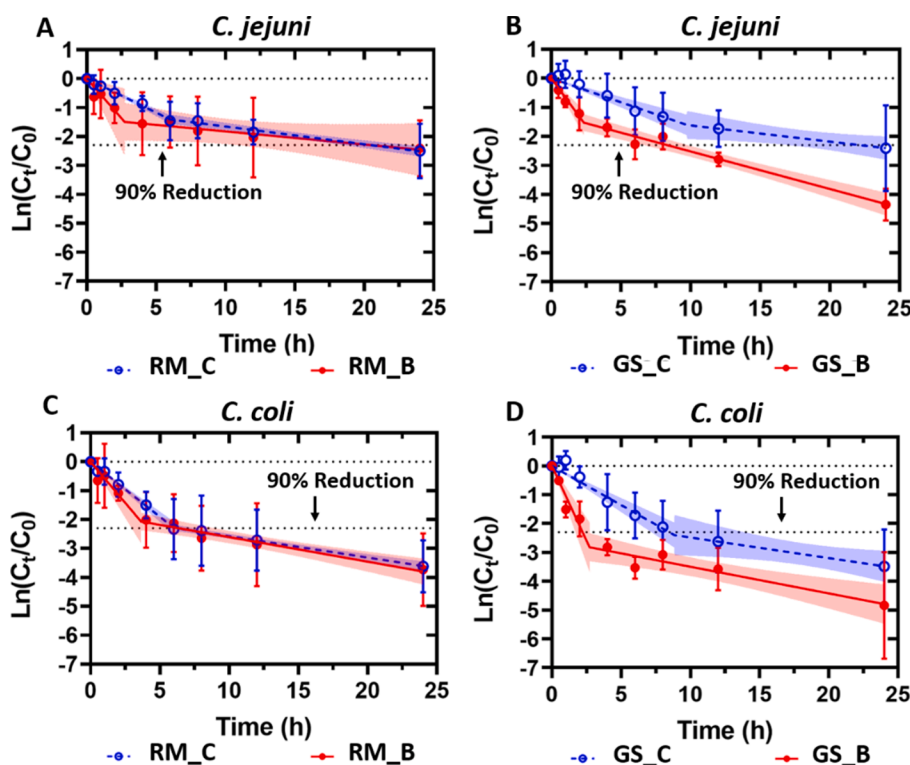 A
C. jejuni
1
0
-1
-2
-3
-4
-5
-6
-7
Ln(Ct/C0)
90% Reduction
0
5
10
15
20
25
Time (h)
RM_C
RM_B
B
C. jejuni
1
0
-1
-2
-3
-4
-5
-6
-7
Ln(Ct/C0)
90% Reduction
0
5
10
15
20
25
Time (h)
GS_C
GS_B
C
C. coli
1
0
-1
-2
-3
-4
-5
-6
-7
Ln(Ct/C0)
90% Reduction
0
5
10
15
20
25
Time (h)
RM_C
RM_B
D
C. coli
1
0
-1
-2
-3
-4
-5
-6
-7
Ln(Ct/C0)
90% Reduction
0
5
10
15
20
25
Time (h)
GS_C
GS_B